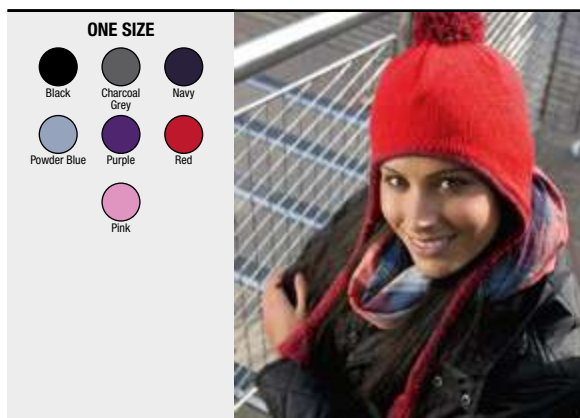 ONE SIZE
Black
Charcoal
Grey
Navy
Powder Blue
Purple
Red
Pink